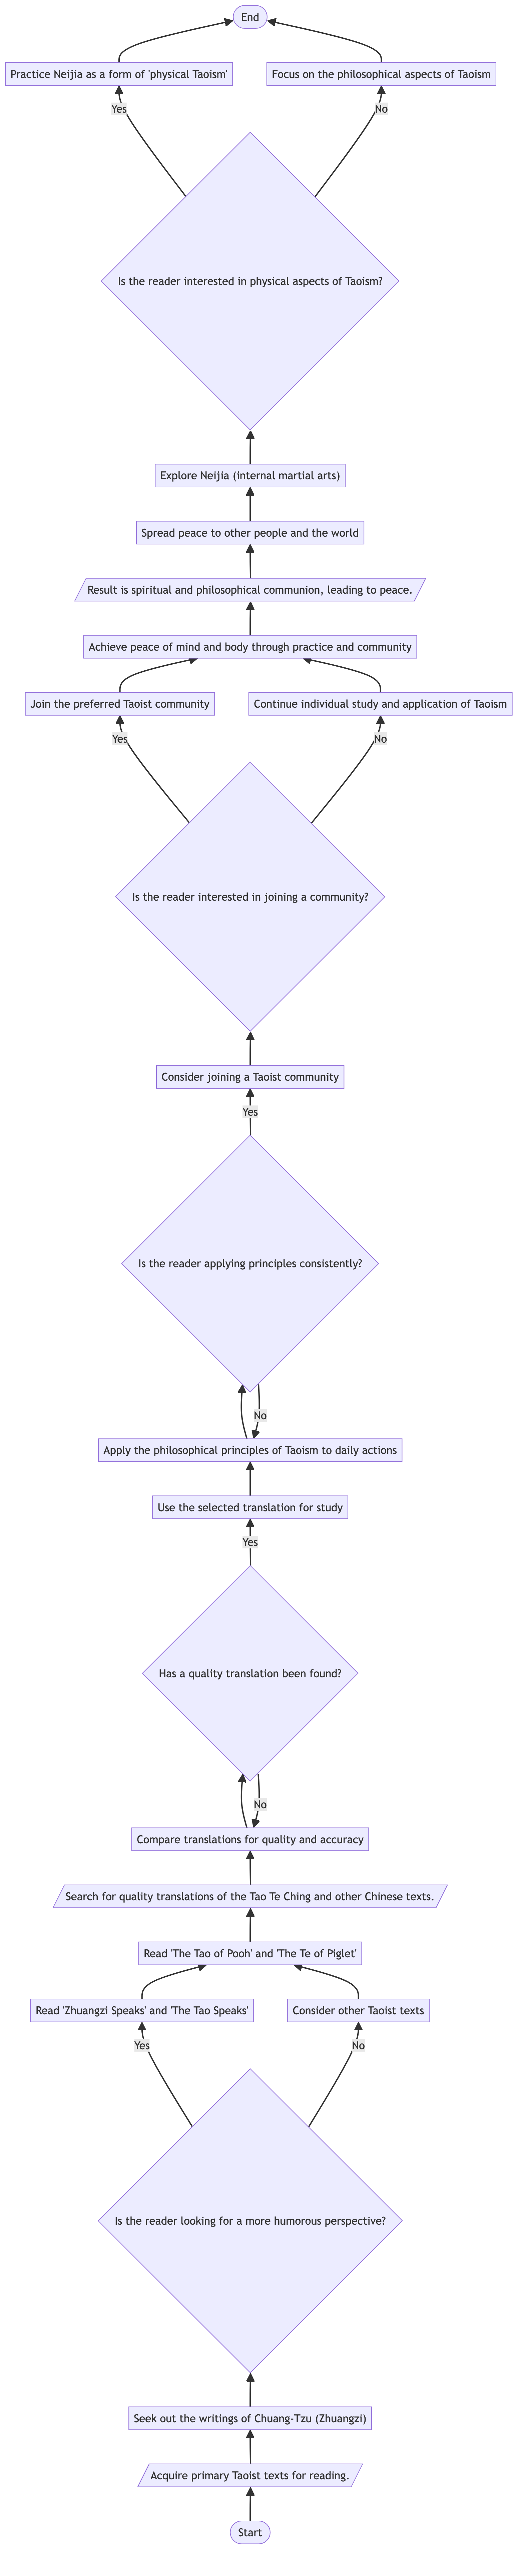 End
Practice Neijia as a form of 'physical Taoism'
Focus on the philosophical aspects of Taoism
Yes
No
Is the reader interested in physical aspects of Taoism?
Explore Neijia (internal martial arts)
Spread peace to other people and the world
Result is spiritual and philosophical communion, leading to peace.
Achieve peace of mind and body through practice and community
Join the preferred Taoist community
Continue individual study and application of Taoism
Yes
No
Is the reader interested in joining a community?
Consider joining a Taoist community
Yes
Is the reader applying principles consistently?
No
Apply the philosophical principles of Taoism to daily actions
Use the selected translation for study
Yes
Has a quality translation been found?
No
Compare translations for quality and accuracy
Search for quality translations of the Tao Te Ching and other Chinese texts.
Read 'The Tao of Pooh' and 'The Te of Piglet'
Read 'Zhuangzi Speaks' and 'The Tao Speaks'
Consider other Taoist texts
Yes
No
Is the reader looking for a more humorous perspective?
Seek out the writings of Chuang-Tzu (Zhuangzi)
Acquire primary Taoist texts for reading.
Start